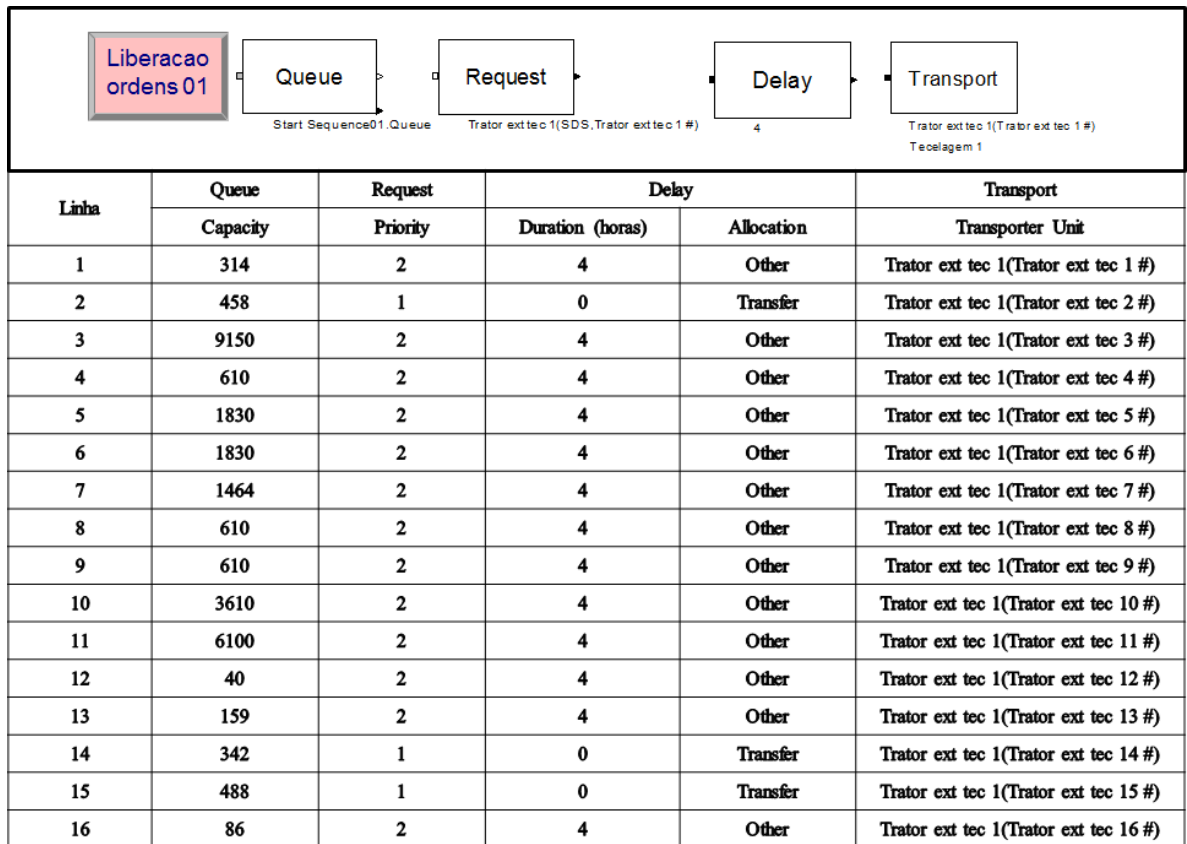 Liberacao
ordens 01
Queue
Request
Delay
Transport
Start Sequence01.Queue
Trator ext tec 1(SDS,Trator ext tec 1 #)
4
Trator ext tec 1(Trator ext tec 1 #)
Tecelagem 1
Linha Queue Request Delay Transport
Capacity Priority Duration (horas) Allocation Transporter Unit
1 314 2 4 Other Trator ext tec 1(Trator ext tec 1 #)
2 458 1 0 Transfer Trator ext tec 1(Trator ext tec 2 #)
3 9150 2 4 Other Trator ext tec 1(Trator ext tec 3 #)
4 610 2 4 Other Trator ext tec 1(Trator ext tec 4 #)
5 1830 2 4 Other Trator ext tec 1(Trator ext tec 5 #)
6 1830 2 4 Other Trator ext tec 1(Trator ext tec 6 #)
7 1464 2 4 Other Trator ext tec 1(Trator ext tec 7 #)
8 610 2 4 Other Trator ext tec 1(Trator ext tec 8 #)
9 610 2 4 Other Trator ext tec 1(Trator ext tec 9 #)
10 3610 2 4 Other Trator ext tec 1(Trator ext tec 10 #)
11 6100 2 4 Other Trator ext tec 1(Trator ext tec 11 #)
12 40 2 4 Other Trator ext tec 1(Trator ext tec 12 #)
13 159 2 4 Other Trator ext tec 1(Trator ext tec 13 #)
14 342 1 0 Transfer Trator ext tec 1(Trator ext tec 14 #)
15 488 1 0 Transfer Trator ext tec 1(Trator ext tec 15 #)
16 86 2 4 Other Trator ext tec 1(Trator ext tec 16 #)